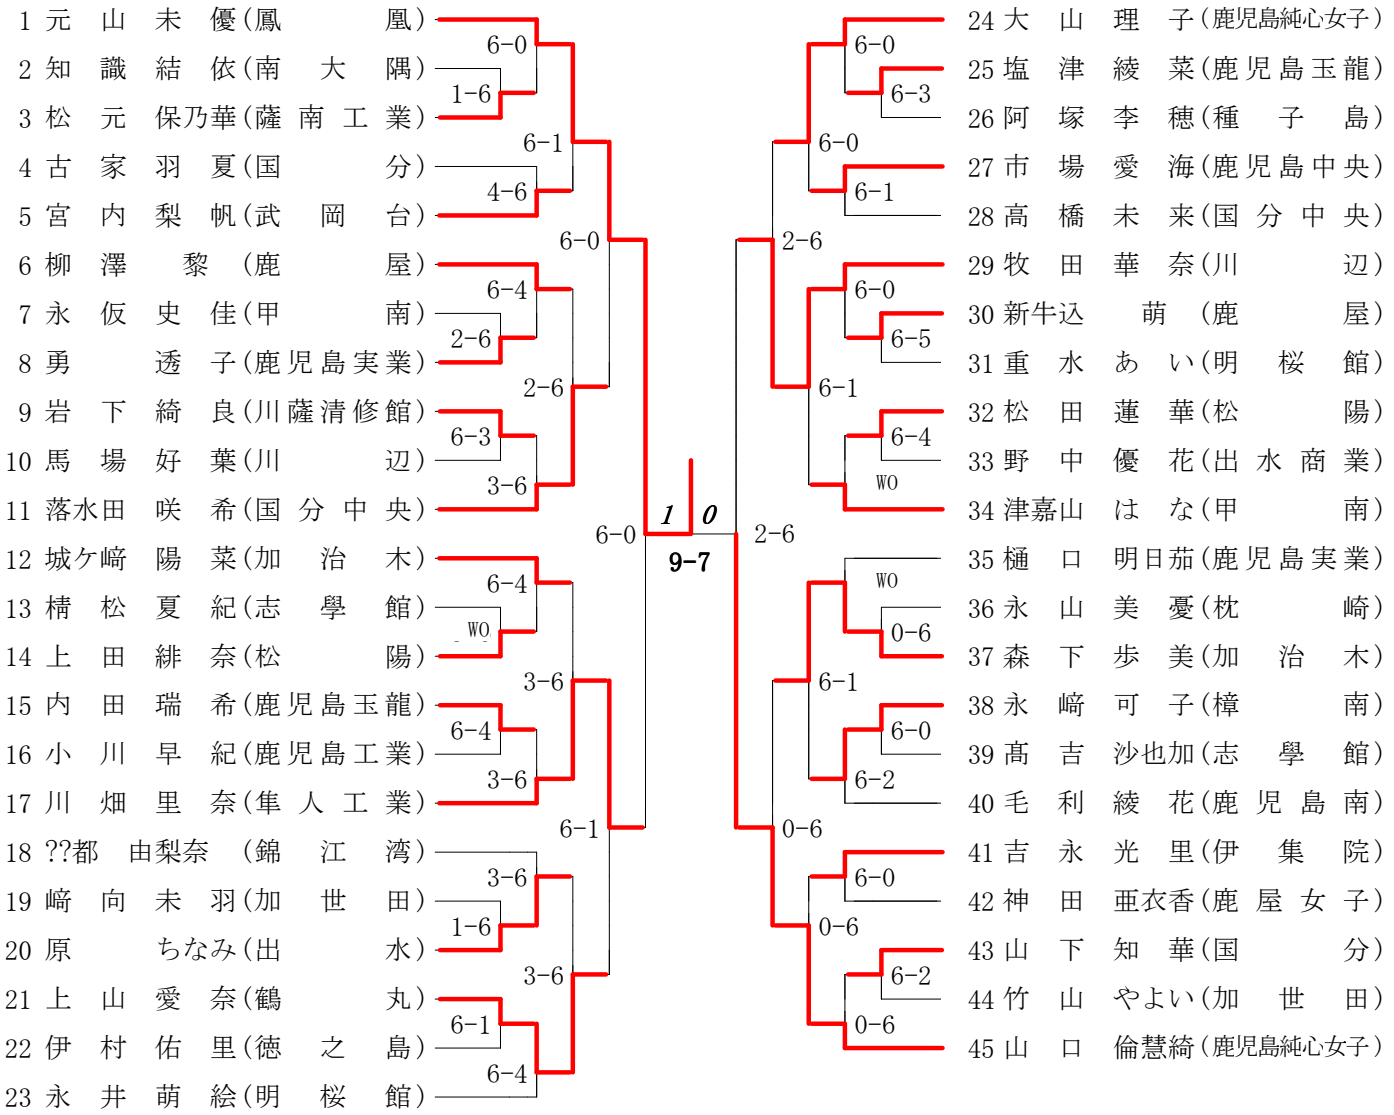 1 元山未優(鳳凰)
2 知識結依(南大隅)
3 松元保乃華(薩南工業)
4 古家羽夏(国分)
5 宮内梨帆(武岡台)
6 柳澤黎(鹿屋)
7 永仮史佳(甲南)
8 勇透子(鹿児島実業)
9 岩下綺良(川薩清修館)
10 馬場好葉(川辺)
11 落水田咲希(国分中央)
12 城ケ﨑陽菜(加治木)
13 楕松夏紀(志學館)
14 上田緋奈(松陽)
15 内田瑞希(鹿児島玉龍)
16 小川早紀(鹿児島工業)
17 川畑里奈(隼人工業)
18 ??都由梨奈(錦江湾)
19 﨑向未羽(加世田)
20 原ちなみ(出水)
21 上山愛奈(鶴丸)
22 伊村佑里(徳之島)
23 永井萌絵(明桜館)
6-0
1-6
6-1
4-6
6-0
6-4
2-6
2-6
6-3
3-6
6-0
6-4
WO
3-6
6-4
3-6
6-1
3-6
1-6
3-6
6-1
6-4
1 0
9-7
6-0
6-3
6-0
6-1
2-6
6-0
6-5
6-1
6-4
WO
2-6
WO
0-6
6-1
6-0
6-2
0-6
6-0
0-6
6-2
0-6
24 大山理子(鹿児島純心女子)
25 塩津綾菜(鹿児島玉龍)
26 阿塚李穂(種子島)
27 市場愛海(鹿児島中央)
28 高橋未来(国分中央)
29 牧田華奈(川辺)
30 新牛込萌(鹿屋)
31 重水あい(明桜館)
32 松田蓮華(松陽)
33 野中優花(出水商業)
34 津嘉山はな(甲南)
35 樋口明日茄(鹿児島実業)
36 永山美憂(枕崎)
37 森下歩美(加治木)
38 永﨑可子(樟南)
39 髙吉沙也加(志學館)
40 毛利綾花(鹿児島南)
41 吉永光里(伊集院)
42 神田亜衣香(鹿屋女子)
43 山下知華(国分)
44 竹山やよい(加世田)
45 山口倫慧綺(鹿児島純心女子)